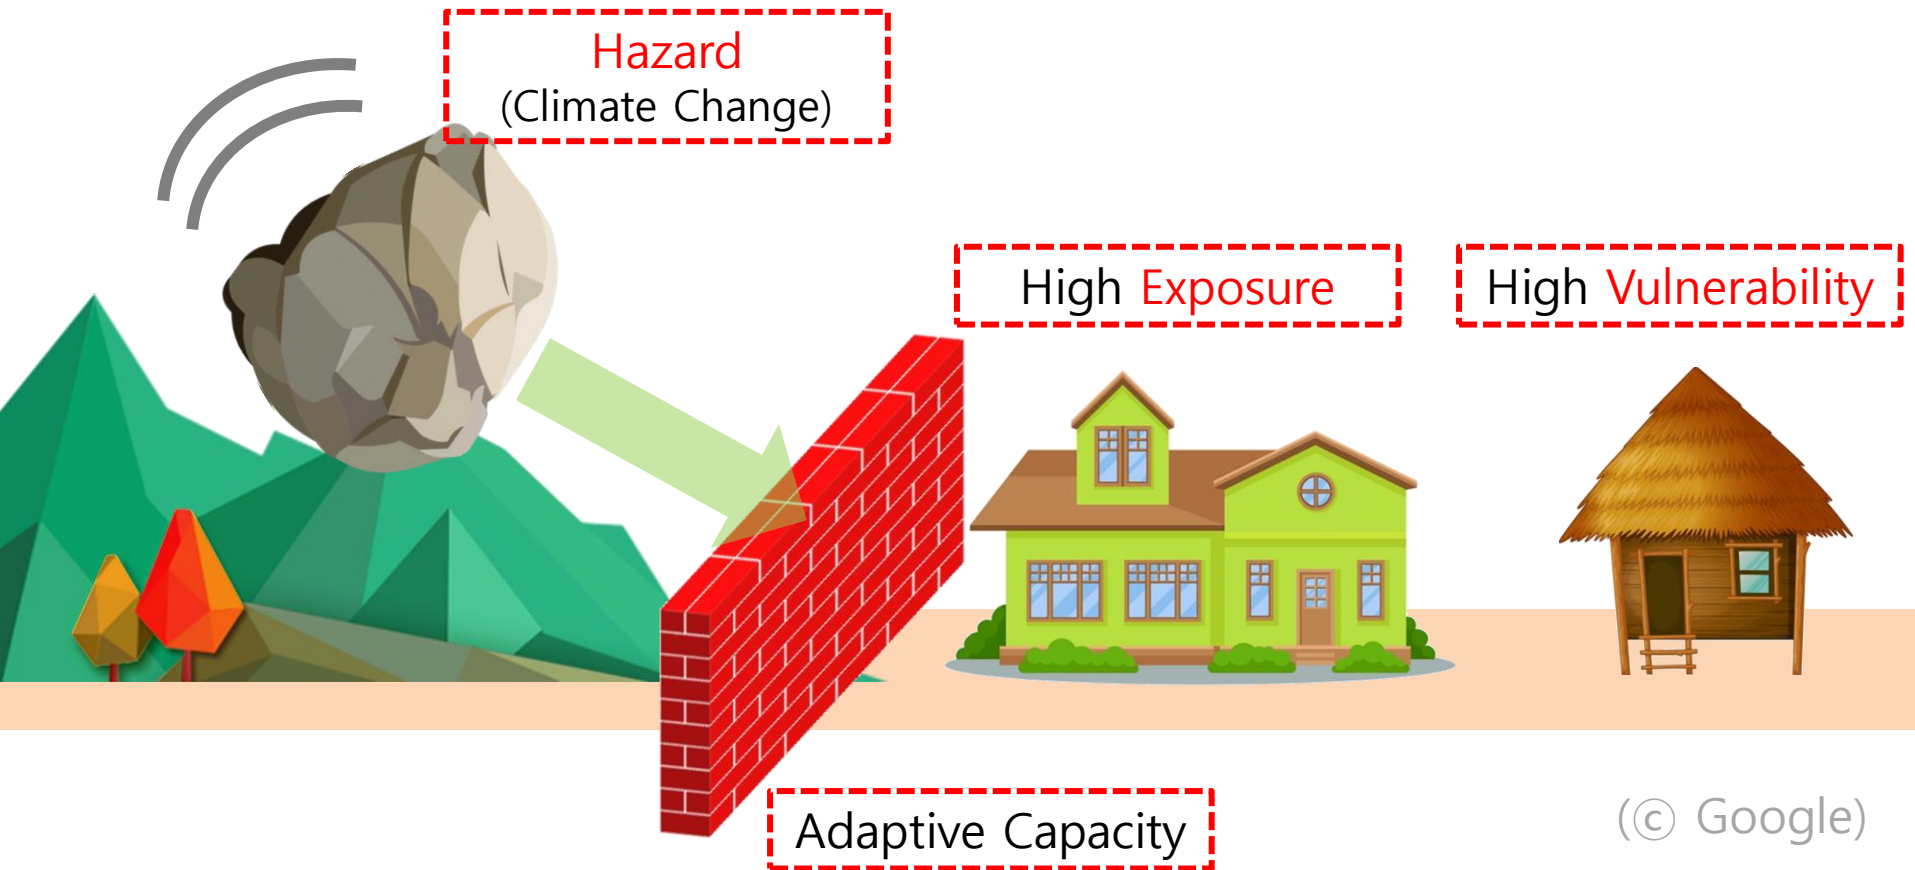 Hazard
(Climate Change)
High Exposure
High Vulnerability
Adaptive Capacity
(ⓒ Google)